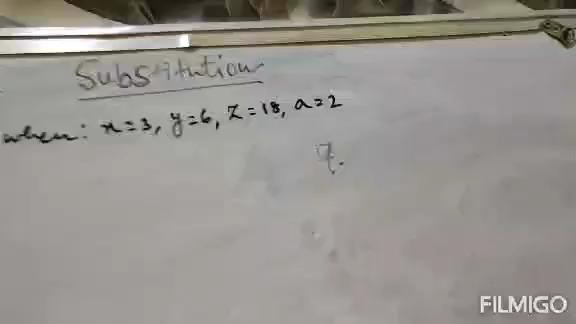 Substitution
when: x=3, y=6, z=18, a=2
FILMIGO